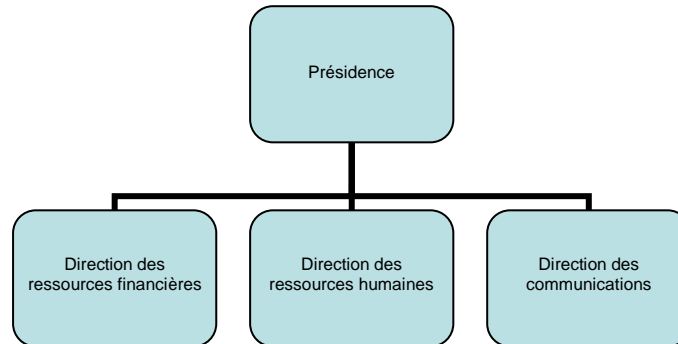 Présidence
Direction des
ressources financières
Direction des
ressources humaines
Direction des
communications